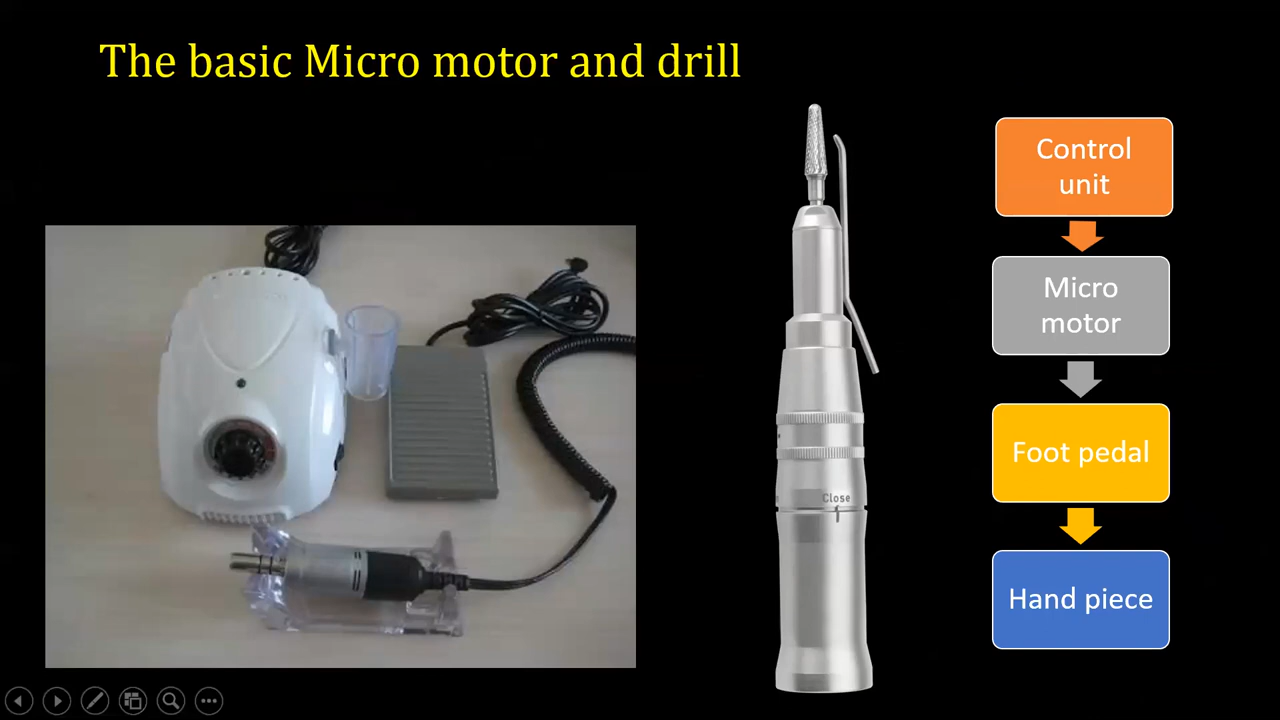 The basic Micro motor and drill
Control
unit
Micro
motor
Foot pedal
Hand piece
Close